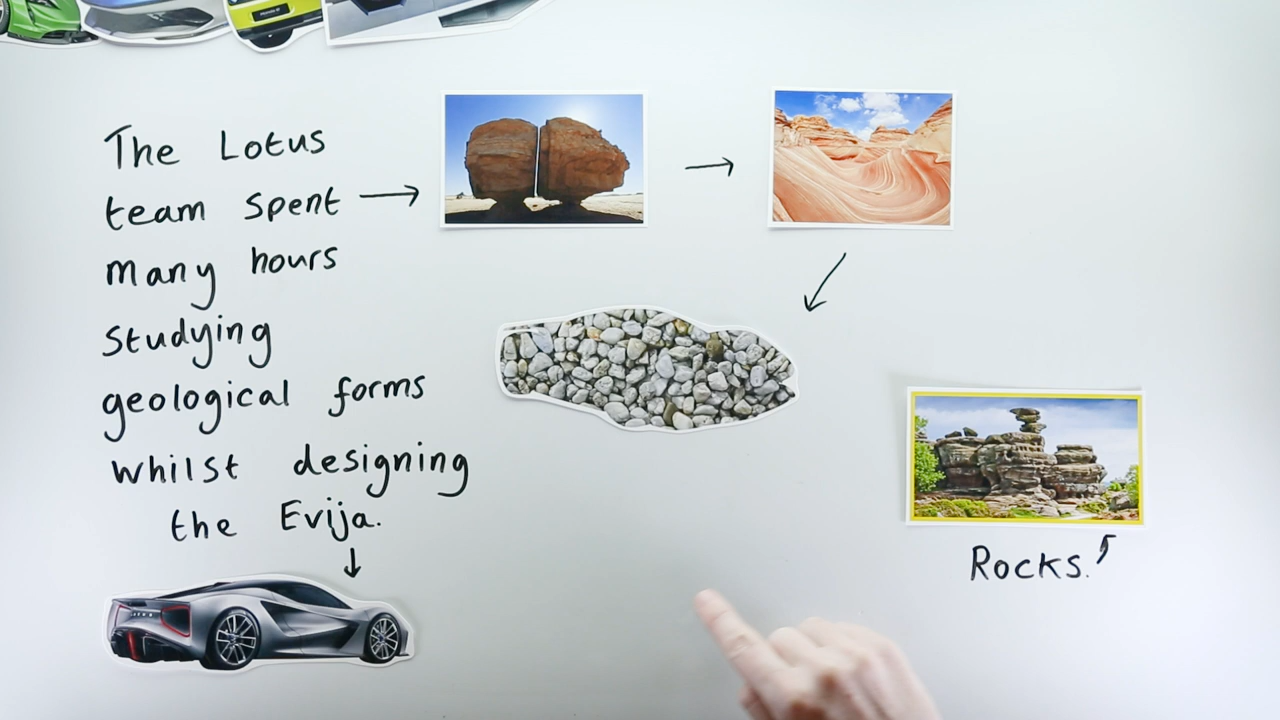 The Lotus
team spent
many hours
studying
geological forms
whilst designing
the Evija.
Rocks.